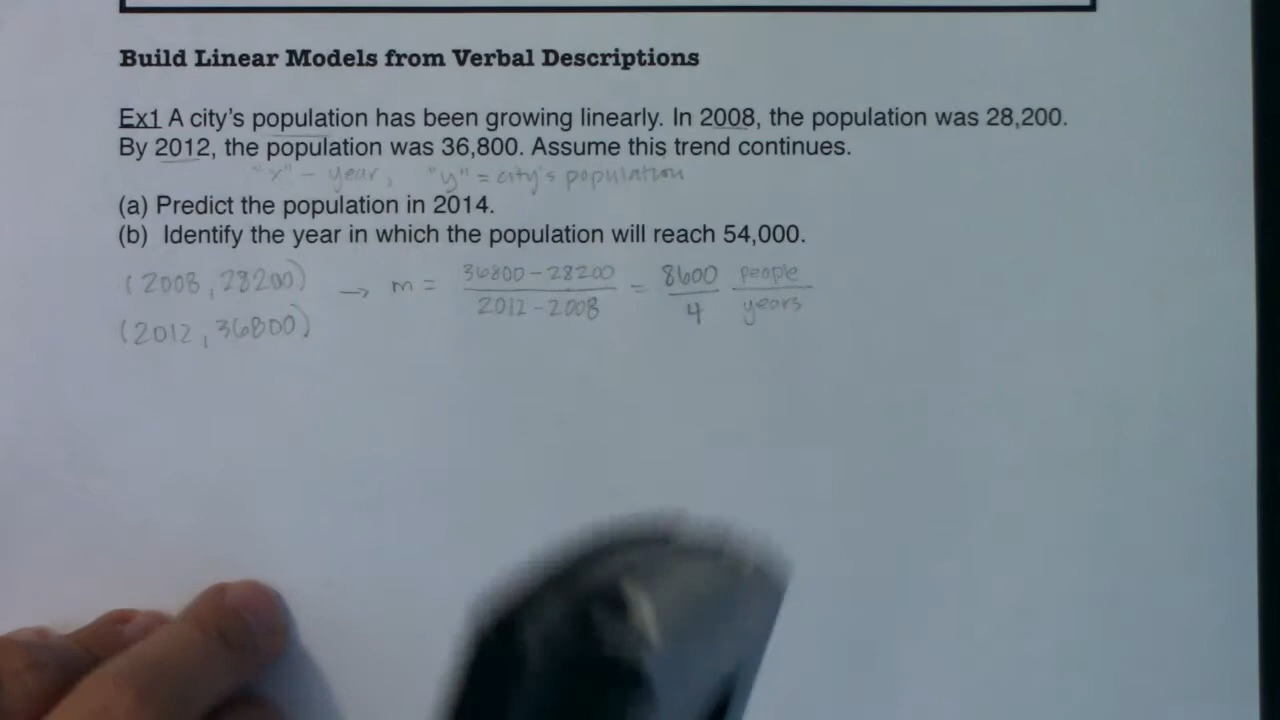 Build Linear Models from Verbal Descriptions
Ex1 A city's population has been growing linearly. In 2008, the population was 28,200.
By 2012, the population was 36,800. Assume this trend continues.
"x" - year, "y" = city's population
(a) Predict the population in 2014.
(b) Identify the year in which the population will reach 54,000.
(2008, 28200) → m = 36800-28200 / 2012-2008 = 8600 / 4 people / years
(2012, 36800)